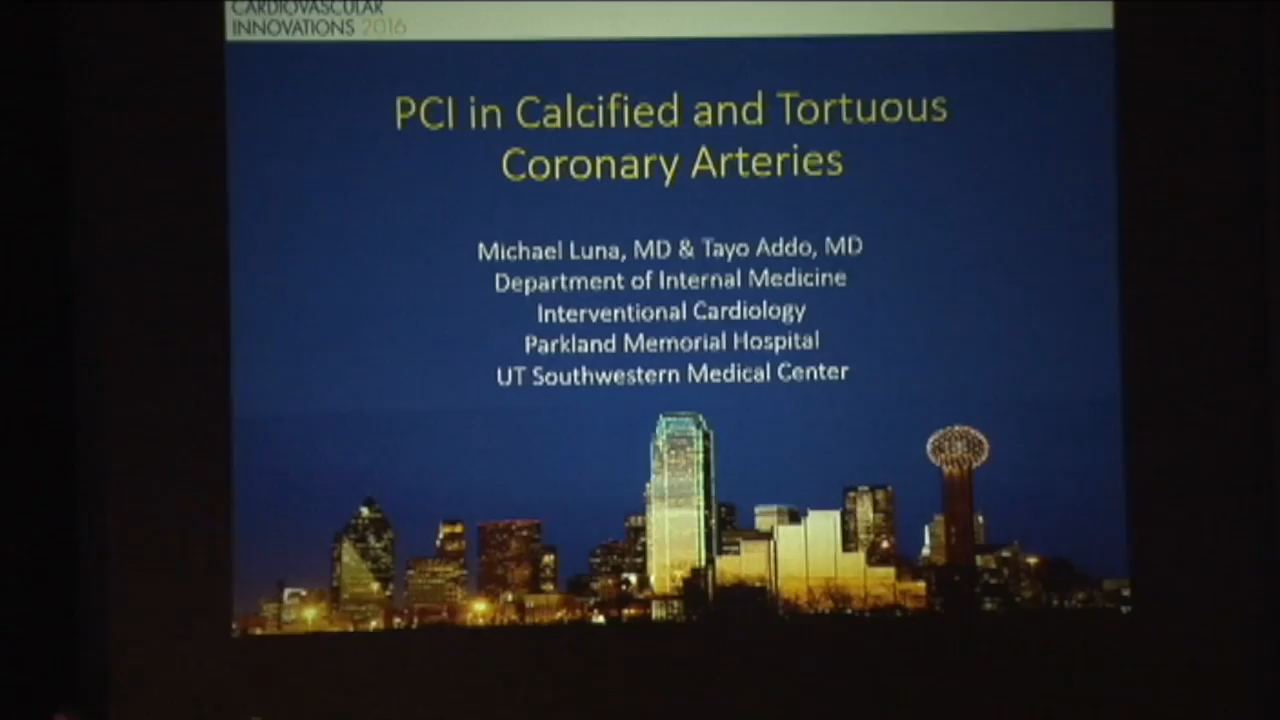 CARDIOVASCULAR
INNOVATIONS 2016
PCI in Calcified and Tortuous
Coronary Arteries
Michael Luna, MD & Tayo Addo, MD
Department of Internal Medicine
Interventional Cardiology
Parkland Memorial Hospital
UT Southwestern Medical Center